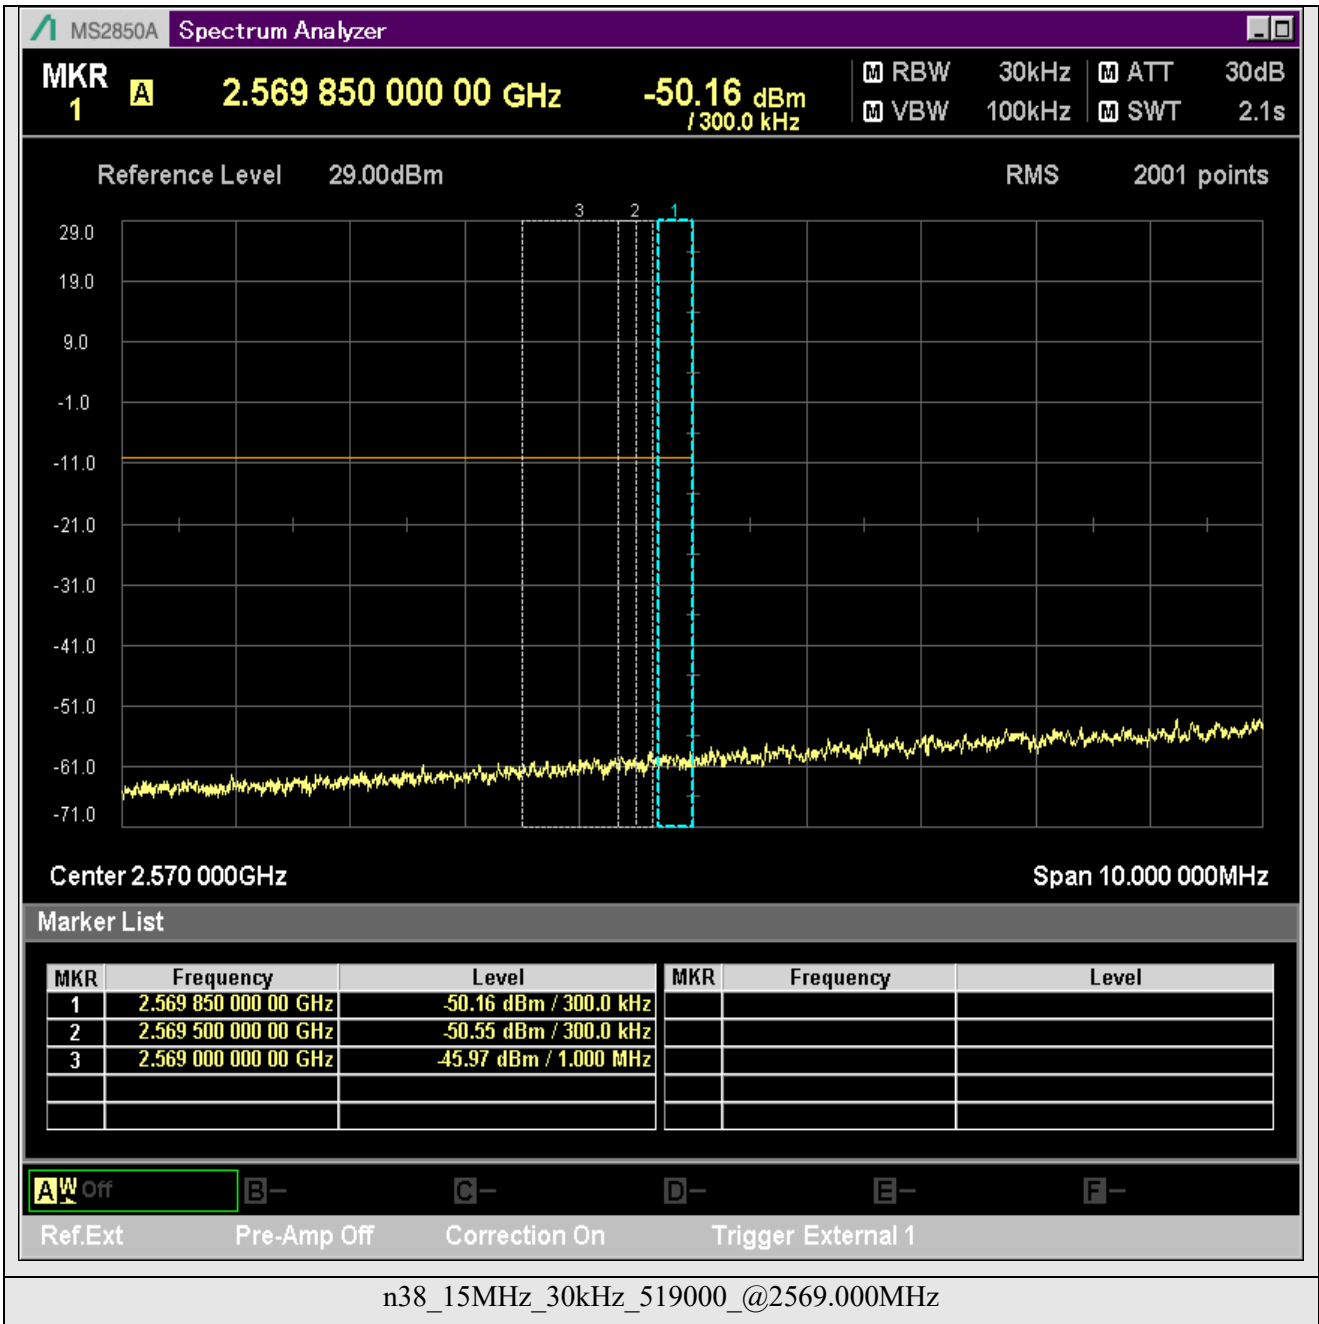 MS2850A Spectrum Analyzer
MKR 1 A 2.569 850 000 00 GHz -50.16 dBm / 300.0 kHz
M RBW 30kHz M ATT 30dB
M VBW 100kHz M SWT 2.1s
Reference Level 29.00dBm RMS 2001 points
3 2 1
29.0
19.0
9.0
-1.0
-11.0
-21.0
-31.0
-41.0
-51.0
-61.0
-71.0
Center 2.570 000GHz Span 10.000 000MHz
Marker List
MKR Frequency Level MKR Frequency Level
1 2.569 850 000 00 GHz -50.16 dBm / 300.0 kHz
2 2.569 500 000 00 GHz -50.55 dBm / 300.0 kHz
3 2.569 000 000 00 GHz -45.97 dBm / 1.000 MHz
A W Off B – C – D – E – F –
Ref.Ext Pre-Amp Off Correction On Trigger External 1
n38_15MHz_30kHz_519000_@2569.000MHz